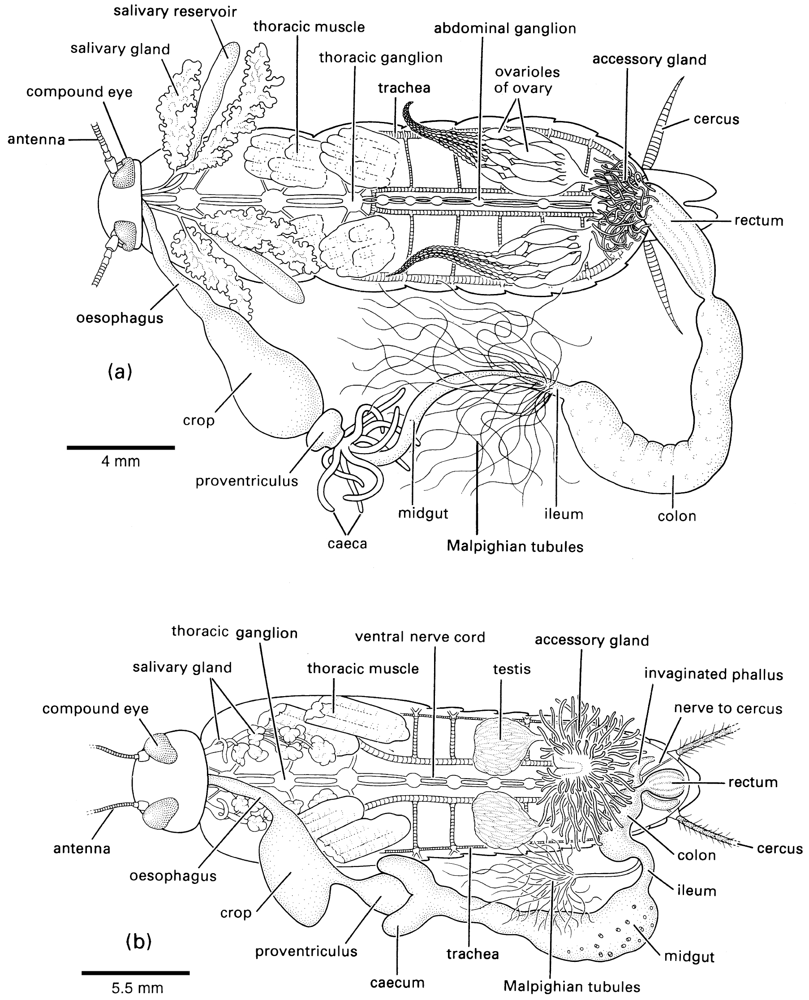 salivary reservoir
thoracic muscle
abdominal ganglion
salivary gland
thoracic ganglion
accessory gland
ovarioles
of ovary
trachea
compound eye
cercus
antenna
rectum
oesophagus
(a)
crop
4 mm
proventriculus
midgut
ileum
colon
caeca
Malpighian tubules
thoracic ganglion
ventral nerve cord
accessory gland
salivary gland
thoracic muscle
testis
invaginated phallus
compound eye
nerve to cercus
rectum
antenna
cercus
colon
oesophagus
ileum
crop
(b)
proventriculus
trachea
midgut
caecum
Malpighian tubules
5.5 mm